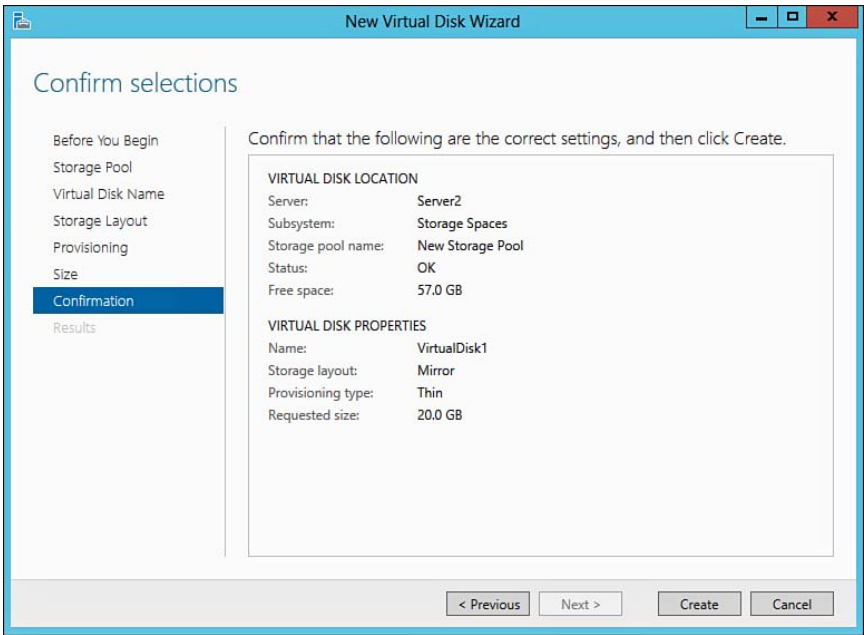 New Virtual Disk Wizard
Confirm selections
Before You Begin
Storage Pool
Virtual Disk Name
Storage Layout
Provisioning
Size
Confirmation
Results
Confirm that the following are the correct settings, and then click Create.
VIRTUAL DISK LOCATION
Server: Server2
Subsystem: Storage Spaces
Storage pool name: New Storage Pool
Status: OK
Free space: 57.0 GB
VIRTUAL DISK PROPERTIES
Name: VirtualDisk1
Storage layout: Mirror
Provisioning type: Thin
Requested size: 20.0 GB
< Previous Next > Create Cancel